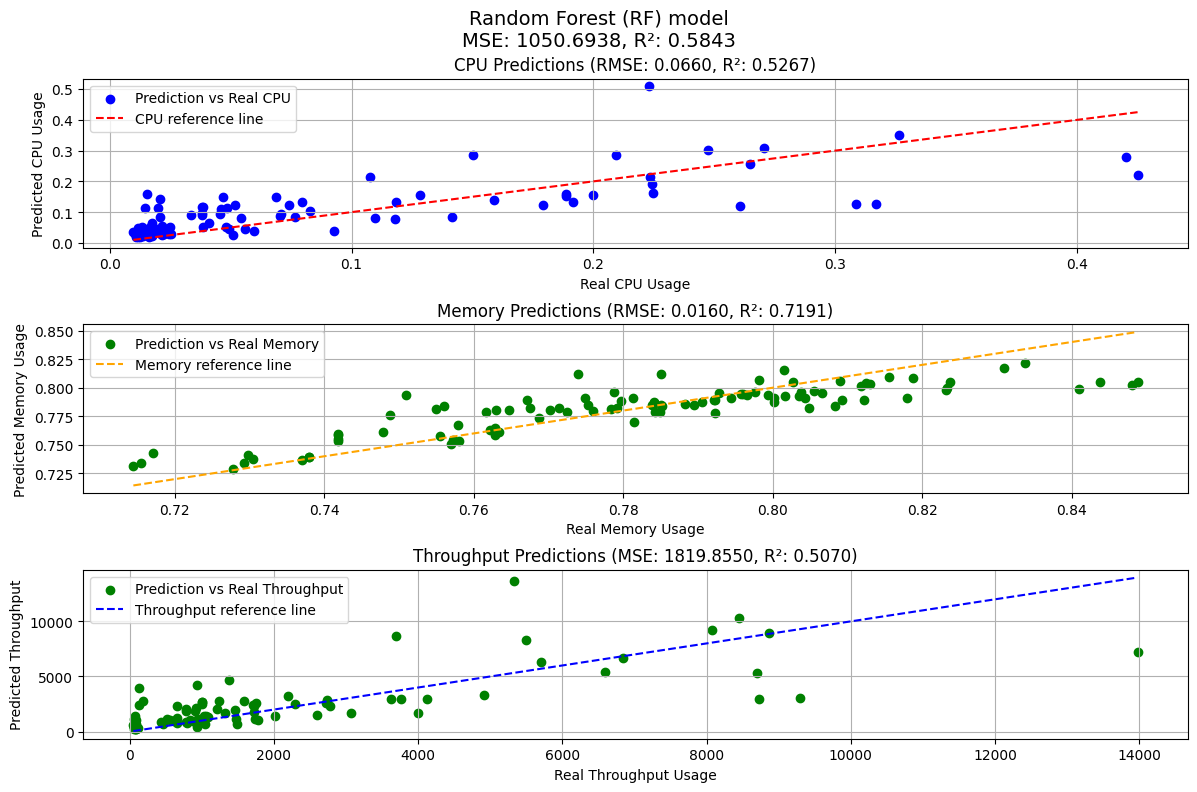 Random Forest (RF) model
MSE: 1050.6938, R²: 0.5843
CPU Predictions (RMSE: 0.0660, R²: 0.5267)
Predicted CPU Usage
0.5
0.4
0.3
0.2
0.1
0.0
Prediction vs Real CPU
CPU reference line
0.0 0.1 0.2 0.3 0.4
Real CPU Usage
Memory Predictions (RMSE: 0.0160, R²: 0.7191)
Predicted Memory Usage
0.850
0.825
0.800
0.775
0.750
0.725
Prediction vs Real Memory
Memory reference line
0.72 0.74 0.76 0.78 0.80 0.82 0.84
Real Memory Usage
Throughput Predictions (MSE: 1819.8550, R²: 0.5070)
Predicted Throughput
10000
5000
0
Prediction vs Real Throughput
Throughput reference line
0 2000 4000 6000 8000 10000 12000 14000
Real Throughput Usage